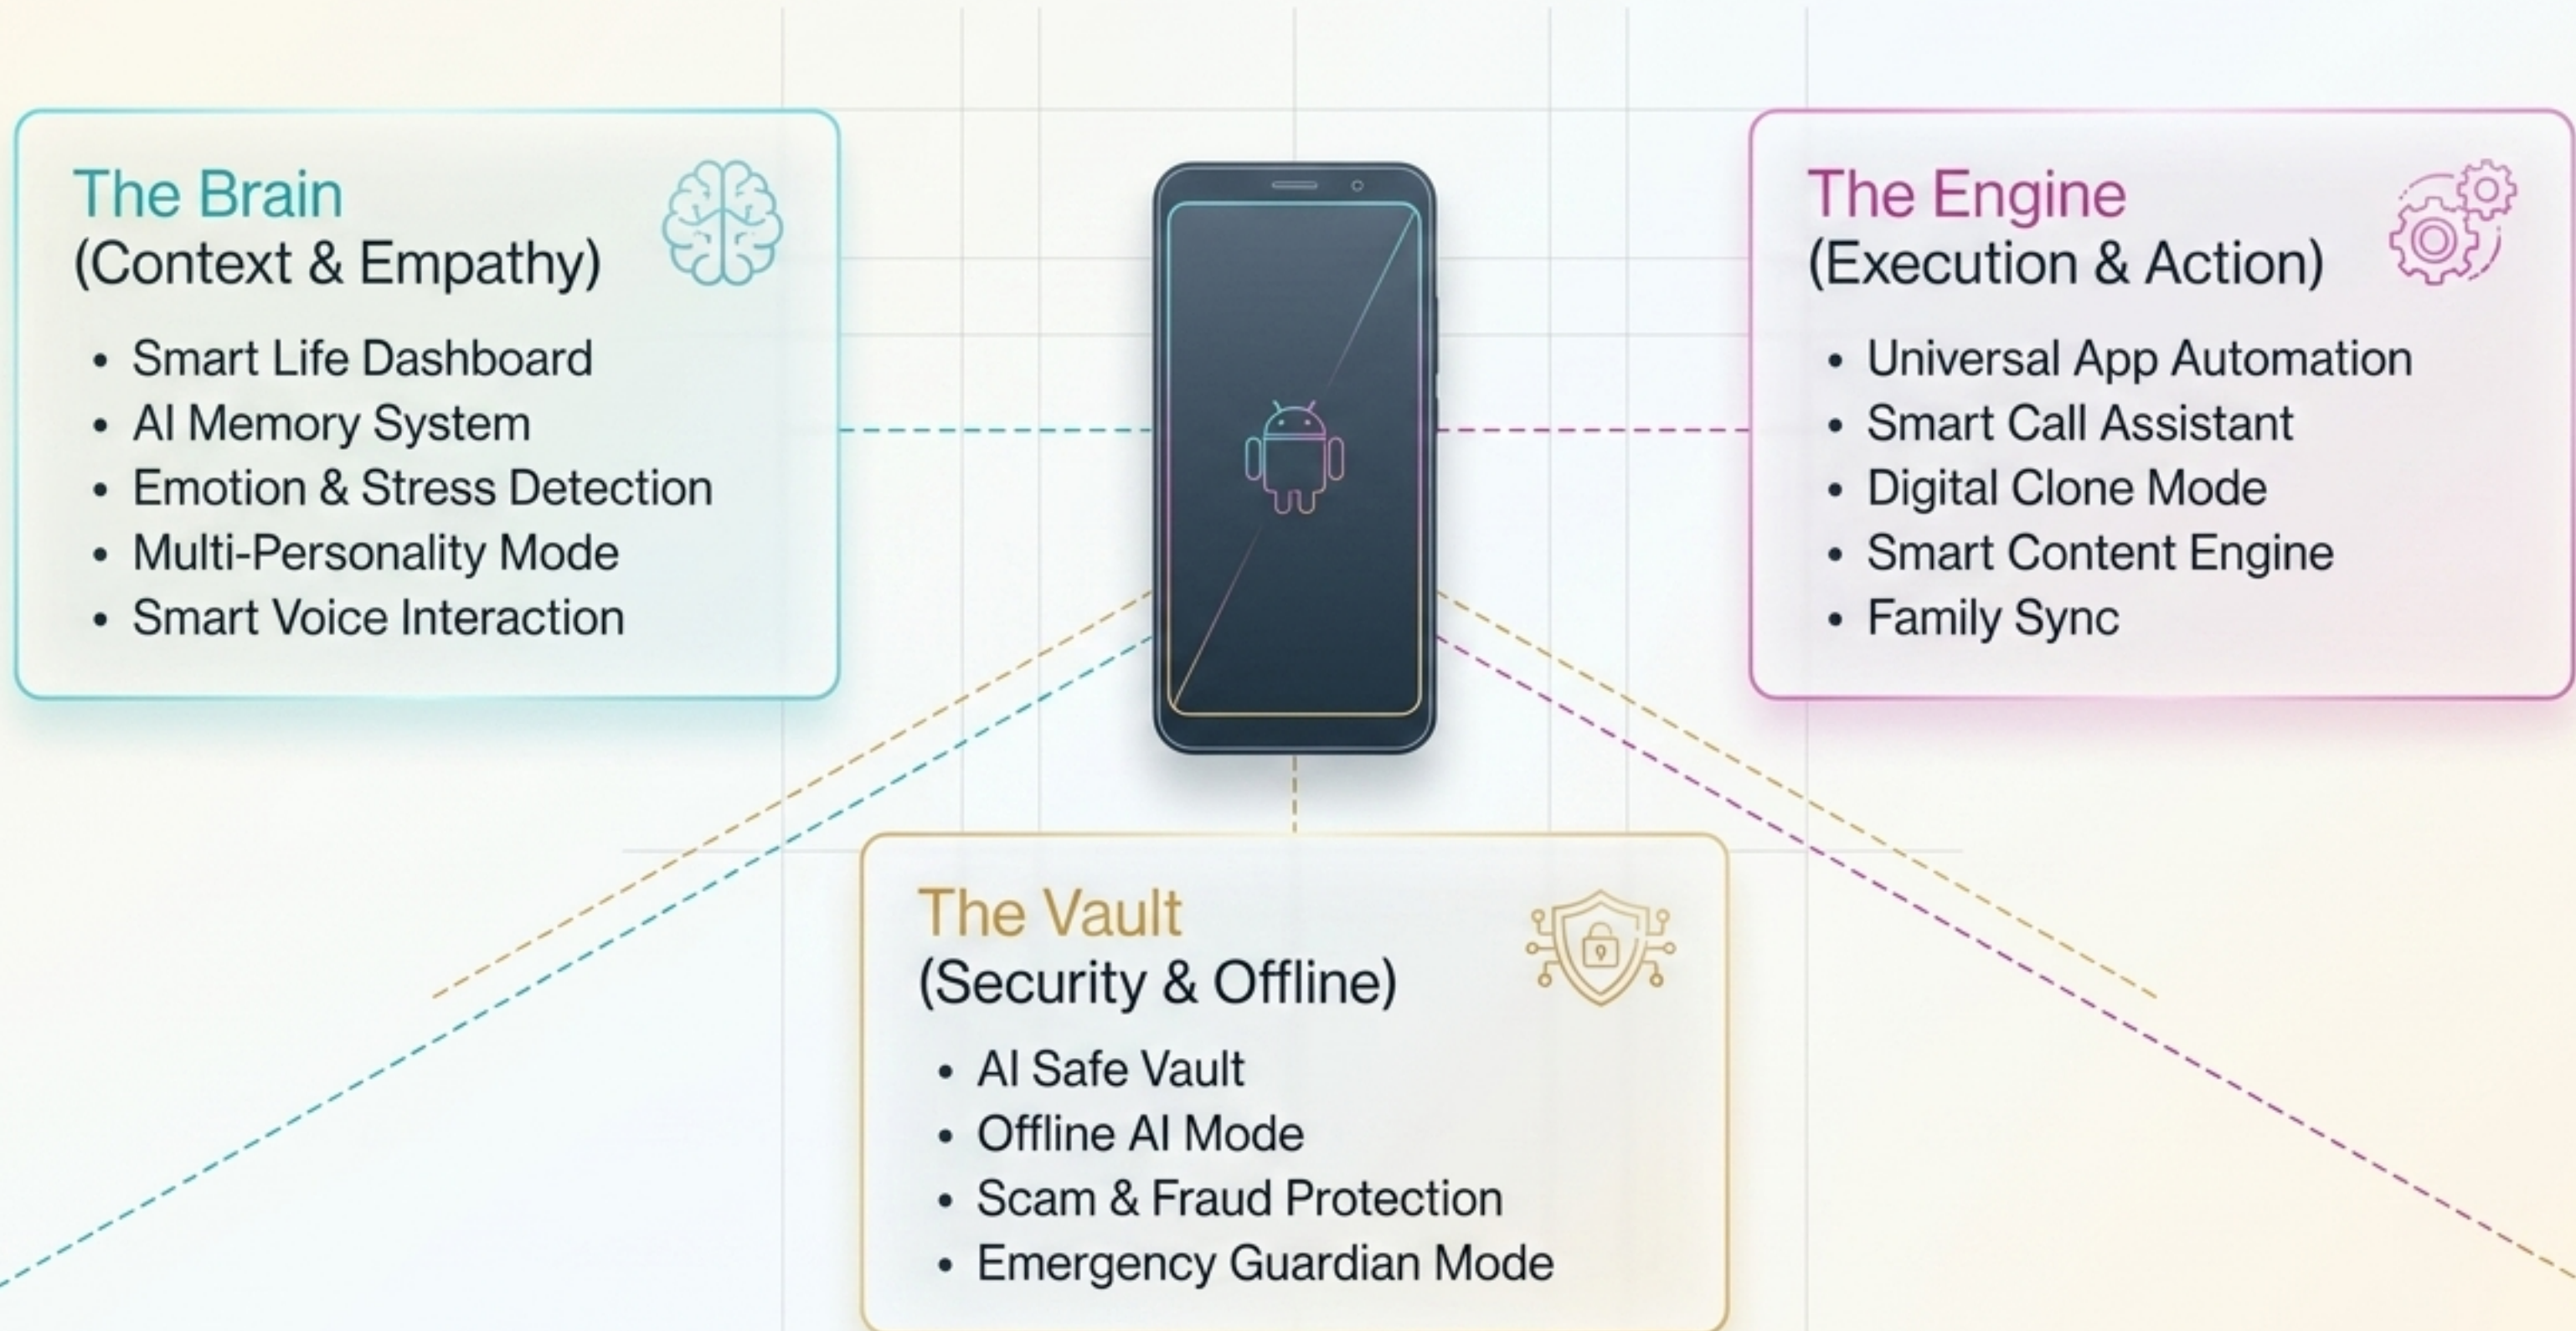 The Brain
(Context & Empathy)
• Smart Life Dashboard
• AI Memory System
• Emotion & Stress Detection
• Multi-Personality Mode
• Smart Voice Interaction
The Engine
(Execution & Action)
• Universal App Automation
• Smart Call Assistant
• Digital Clone Mode
• Smart Content Engine
• Family Sync
The Vault
(Security & Offline)
• AI Safe Vault
• Offline AI Mode
• Scam & Fraud Protection
• Emergency Guardian Mode